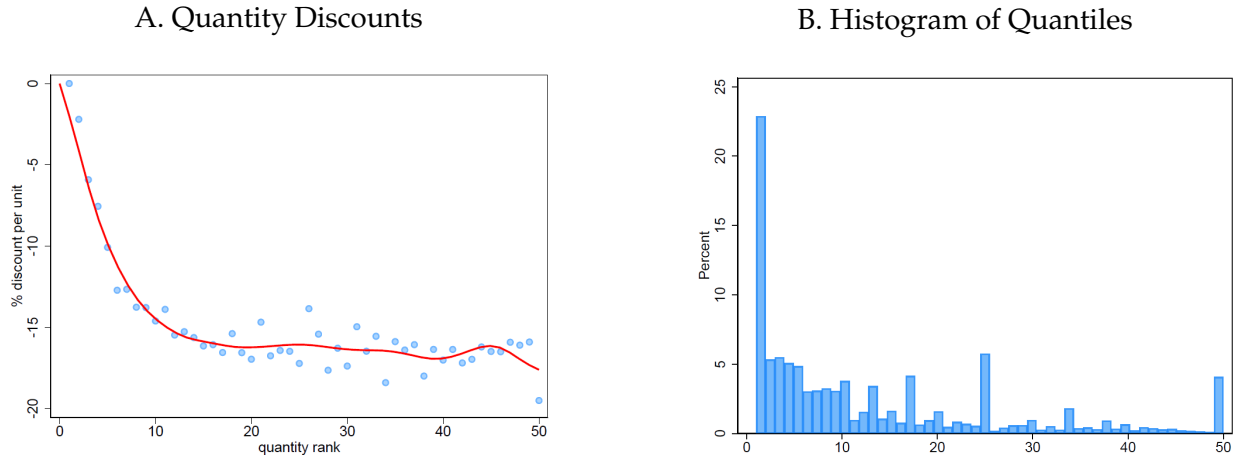 A. Quantity Discounts
0
-5
-10
-15
-20
% discount per unit
0 10 20 30 40 50
quantity rank
B. Histogram of Quantiles
25
20
15
10
5
0
Percent
0 10 20 30 40 50